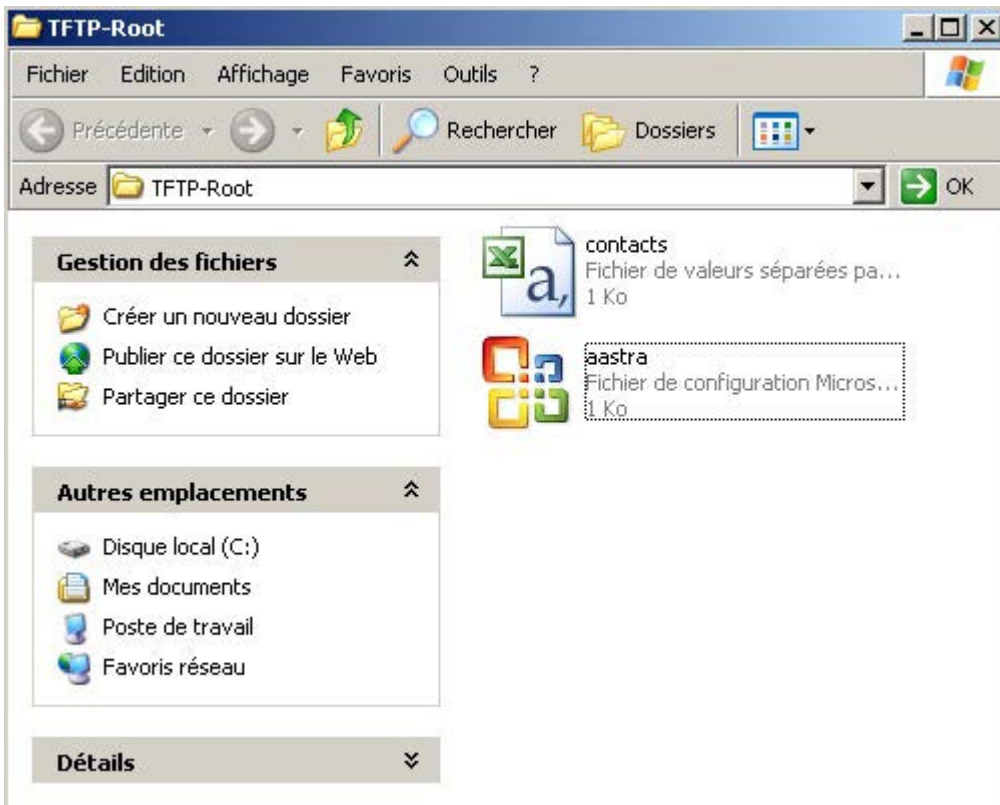 TFTP-Root
Fichier Edition Affichage Favoris Outils ?
Précédente Rechercher Dossiers
Adresse TFTP-Root OK
Gestion des fichiers
Créer un nouveau dossier
Publier ce dossier sur le Web
Partager ce dossier
Autres emplacements
Disque local (C:)
Mes documents
Poste de travail
Favoris réseau
Détails
contacts
Fichier de valeurs séparées pa...
1 Ko
a,
aastra
Fichier de configuration Micros...
1 Ko